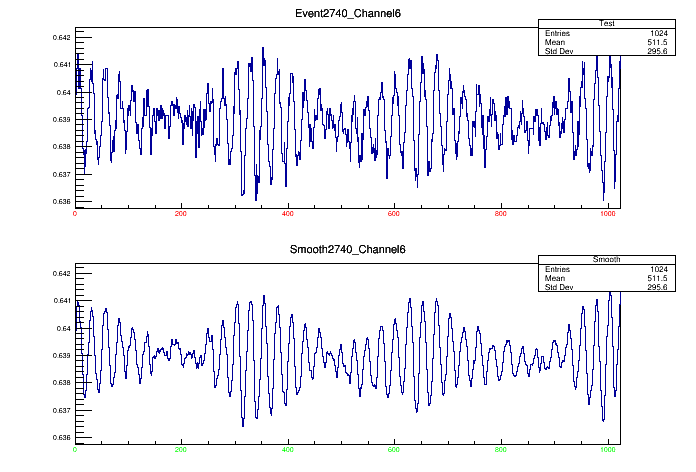 Event2740_Channel6
Test
Entries 1024
Mean 511.5
Std Dev 295.6
0.642
0.641
0.64
0.639
0.638
0.637
0.636
0 200 400 600 800 1000
Smooth2740_Channel6
Smooth
Entries 1024
Mean 511.5
Std Dev 295.6
0.642
0.641
0.64
0.639
0.638
0.637
0.636
0 200 400 600 800 1000